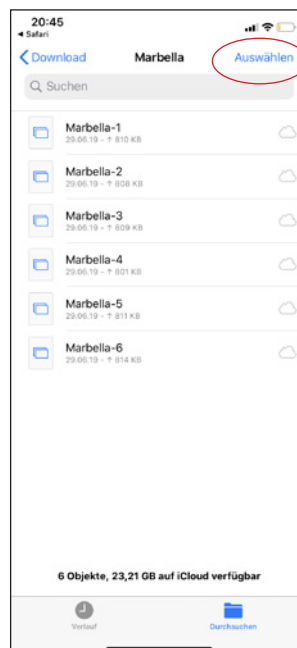 20:45
◀ Safari
Download Marbella Auswählen
Suchen
Marbella-1
29.06.19 – ↑ 810 KB
Marbella-2
29.06.19 – ↑ 808 KB
Marbella-3
29.06.19 – ↑ 809 KB
Marbella-4
29.06.19 – ↑ 801 KB
Marbella-5
29.06.19 – ↑ 811 KB
Marbella-6
29.06.19 – ↑ 814 KB
6 Objekte, 23,21 GB auf iCloud verfügbar
Verlauf Durchsuchen